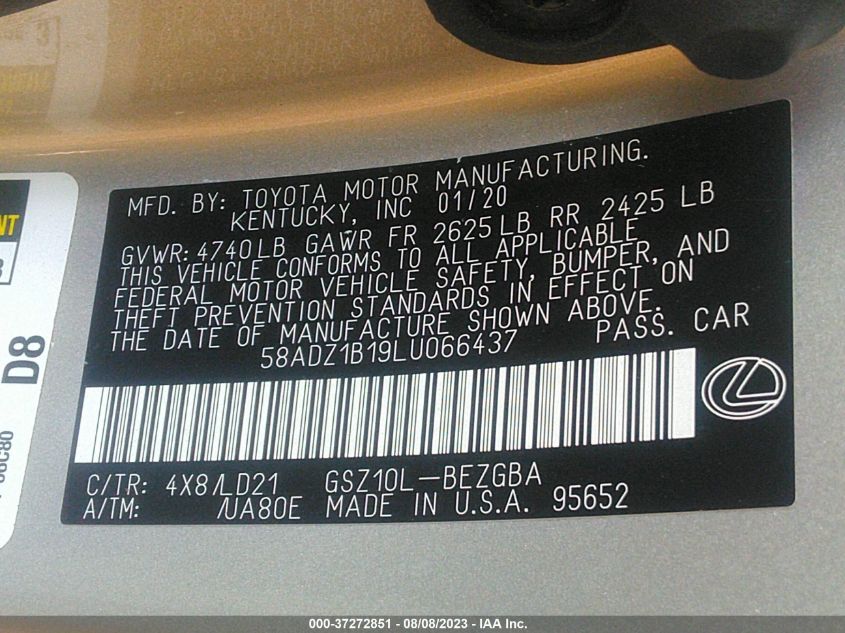 MFD. BY: TOYOTA MOTOR MANUFACTURING.
KENTUCKY, INC 01/20
GVWR: 4740LB GAWR FR 2625LB RR 2425 LB
THIS VEHICLE CONFORMS TO ALL APPLICABLE
FEDERAL MOTOR VEHICLE SAFETY, BUMPER, AND
THEFT PREVENTION STANDARDS IN EFFECT ON
THE DATE OF MANUFACTURE SHOWN ABOVE.
58ADZ1B19LU066437 PASS. CAR
C/TR: 4X8/LD21 GSZ10L-BEZGBA
A/TM: /UA80E MADE IN U.S.A. 95652
D8
000-37272851 - 08/08/2023 - IAA Inc.